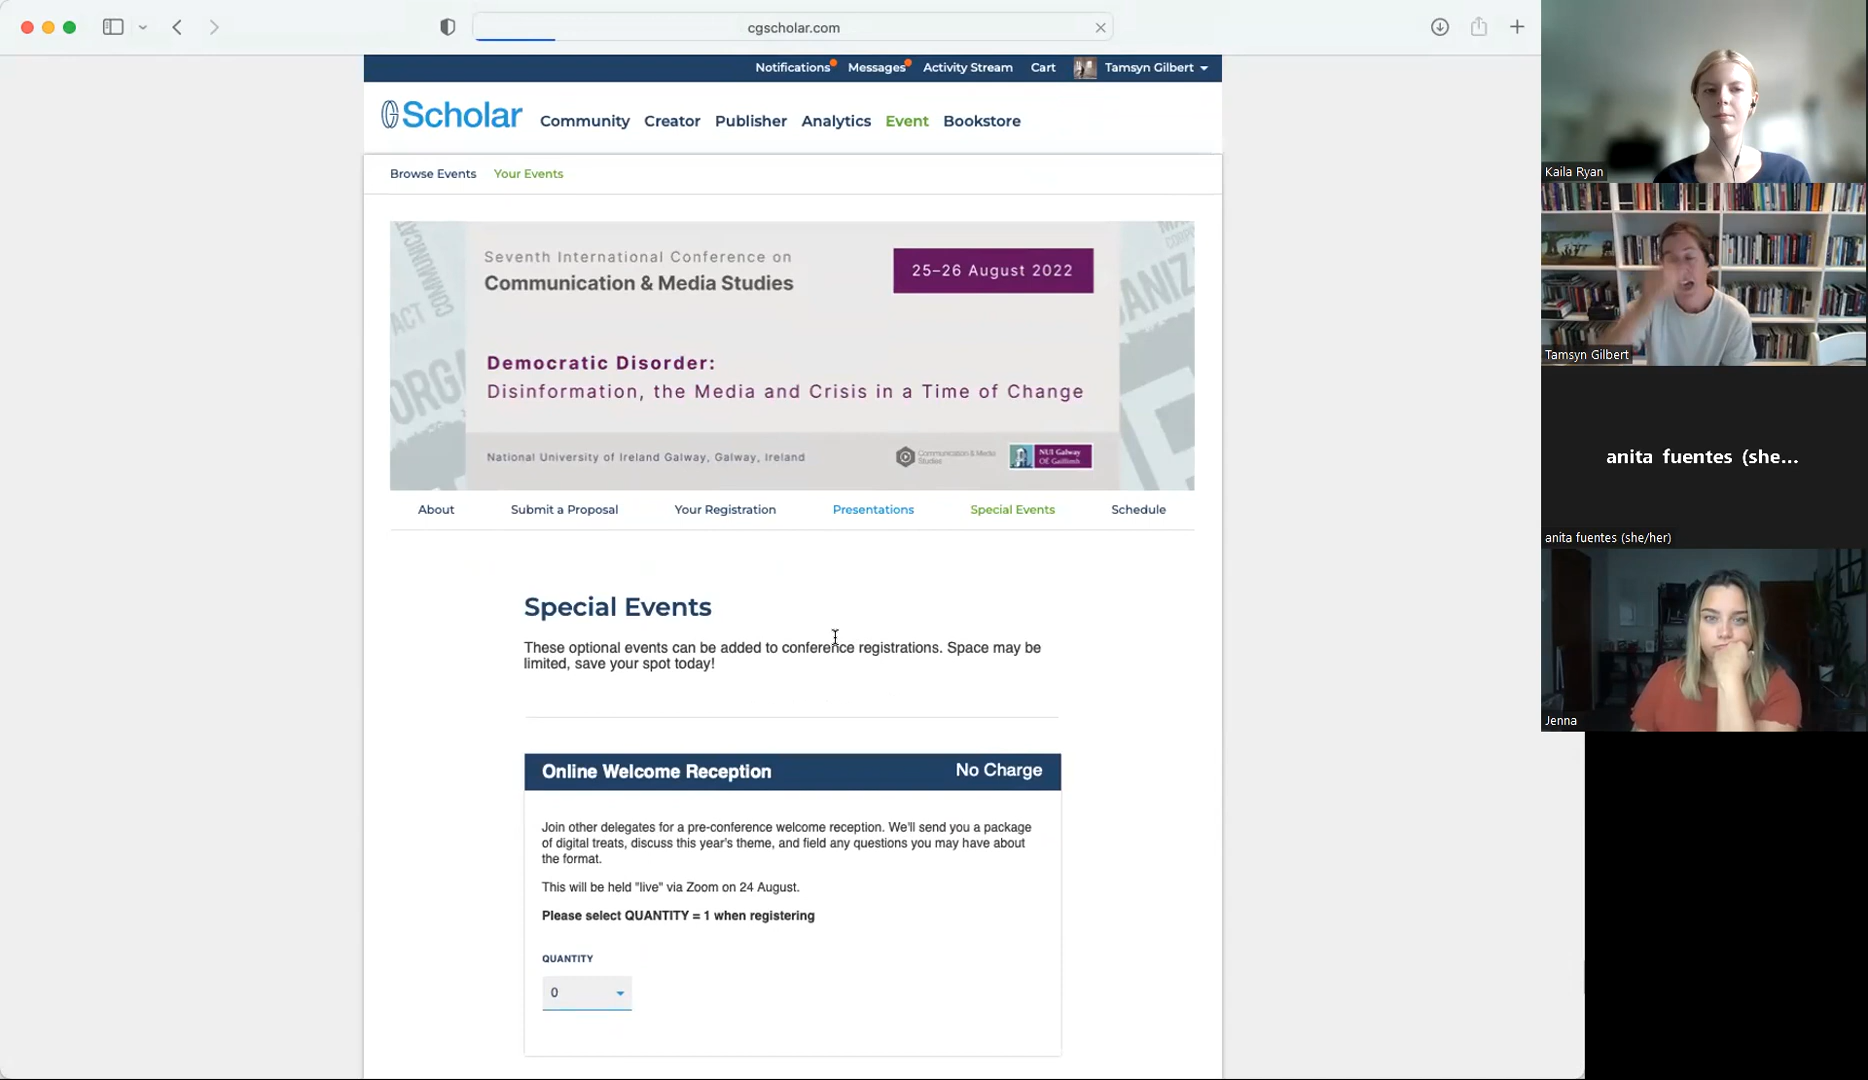 cgscholar.com
Notifications Messages Activity Stream Cart Tamsyn Gilbert
Scholar Community Creator Publisher Analytics Event Bookstore
Browse Events Your Events
Seventh International Conference on
Communication & Media Studies
25–26 August 2022
Democratic Disorder:
Disinformation, the Media and Crisis in a Time of Change
National University of Ireland Galway, Galway, Ireland
Communication & Media
Studies
NUI Galway
OÉ Gaillimh
About Submit a Proposal Your Registration Presentations Special Events Schedule
Special Events
These optional events can be added to conference registrations. Space may be
limited, save your spot today!
Online Welcome Reception No Charge
Join other delegates for a pre-conference welcome reception. We'll send you a package
of digital treats, discuss this year's theme, and field any questions you may have about
the format.
This will be held "live" via Zoom on 24 August.
Please select QUANTITY = 1 when registering
QUANTITY
0
Kaila Ryan
Tamsyn Gilbert
anita fuentes (she...
anita fuentes (she/her)
Jenna